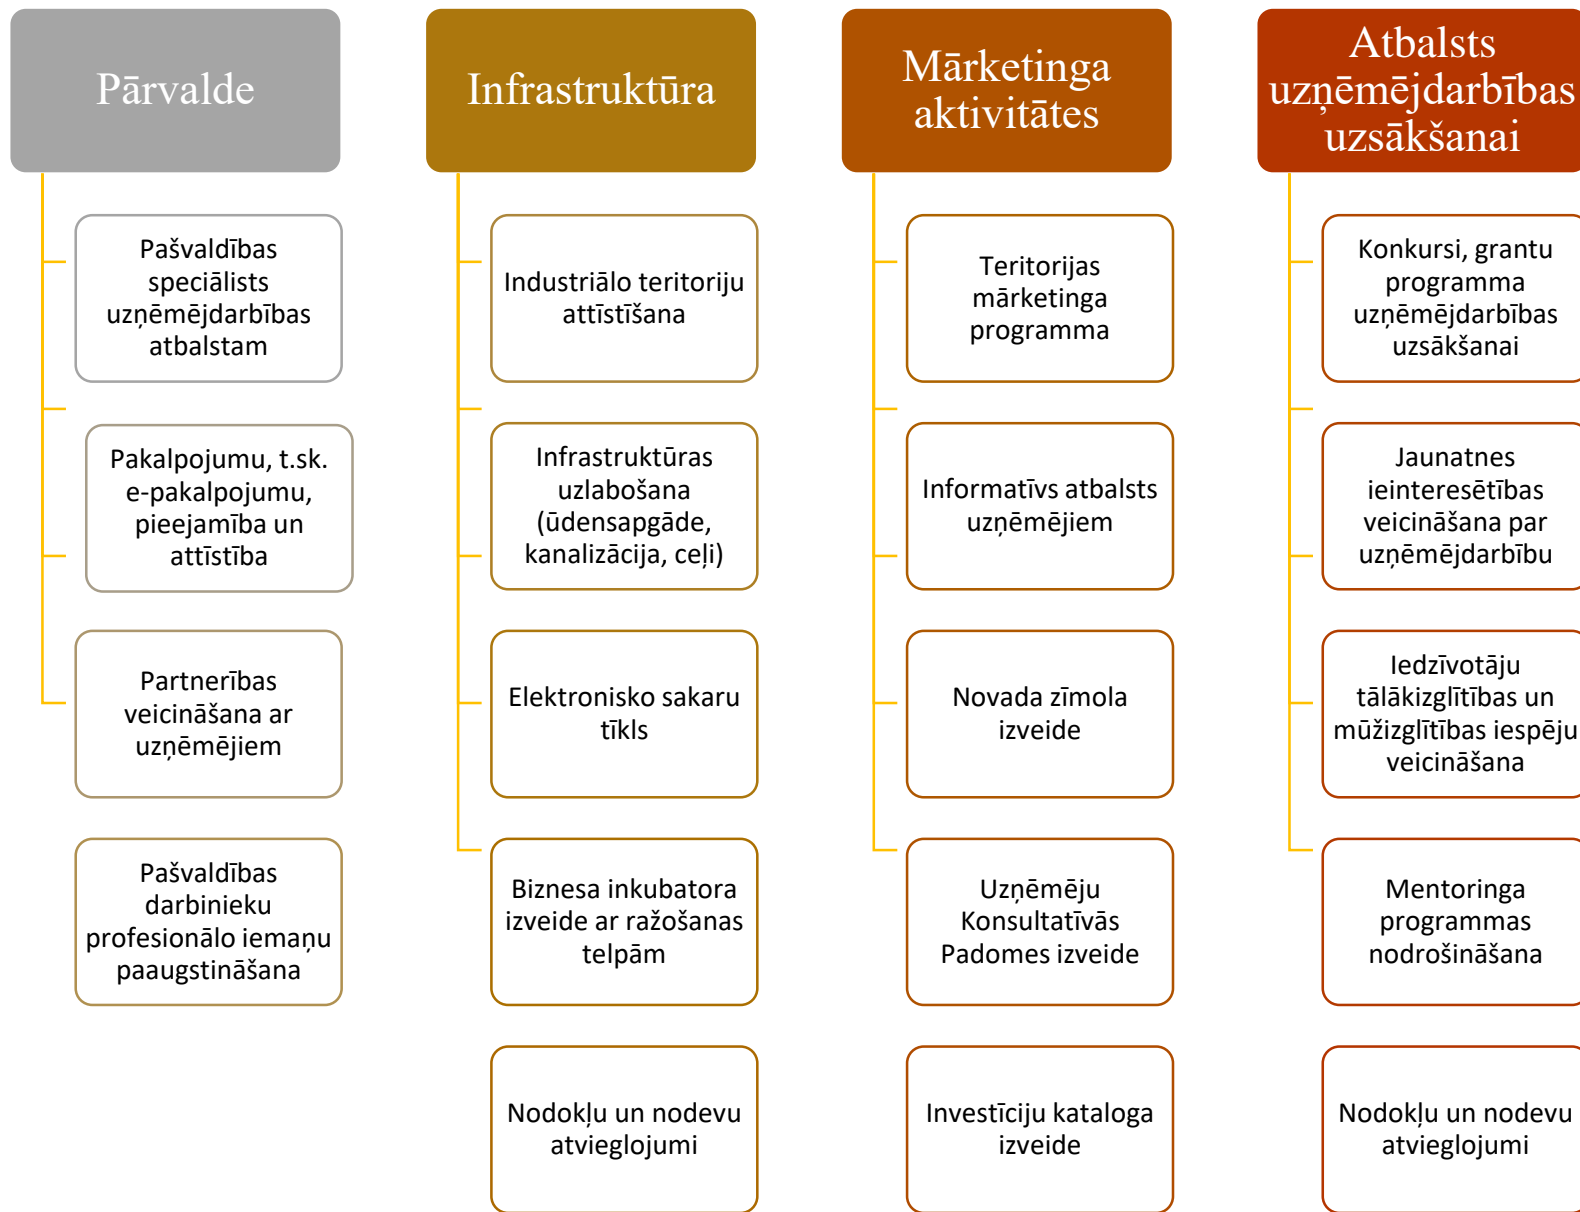 Pārvalde
Pašvaldības
speciālists
uzņēmējdarbības
atbalstam
Pakalpojumu, t.sk.
e-pakalpojumu,
pieejamība un
attīstība
Partnerības
veicināšana ar
uzņēmējiem
Pašvaldības
darbinieku
profesionālo iemaņu
paaugstināšana
Infrastruktūra
Industriālo teritoriju
attīstīšana
Infrastruktūras
uzlabošana
(ūdensapgāde,
kanalizācija, ceļi)
Elektronisko sakaru
tīkls
Biznesa inkubatora
izveide ar ražošanas
telpām
Nodokļu un nodevu
atvieglojumi
Mārketinga
aktivitātes
Teritorijas
mārketinga
programma
Informatīvs atbalsts
uzņēmējiem
Novada zīmola
izveide
Uzņēmēju
Konsultatīvās
Padomes izveide
Investīciju kataloga
izveide
Atbalsts
uzņēmējdarbības
uzsākšanai
Konkursi, grantu
programma
uzņēmējdarbības
uzsākšanai
Jaunatnes
ieinteresētības
veicināšana par
uzņēmējdarbību
Iedzīvotāju
tālākizglītības un
mūžizglītības iespēju
veicināšana
Mentoringa
programmas
nodrošināšana
Nodokļu un nodevu
atvieglojumi